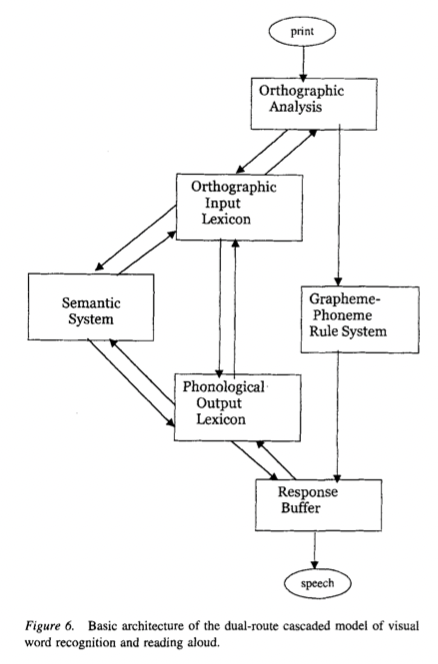 print
Orthographic
Analysis
Orthographic
Input
Lexicon
Semantic
System
Grapheme-
Phoneme
Rule System
Phonological
Output
Lexicon
Response
Buffer
speech
Figure 6. Basic architecture of the dual-route cascaded model of visual
word recognition and reading aloud.